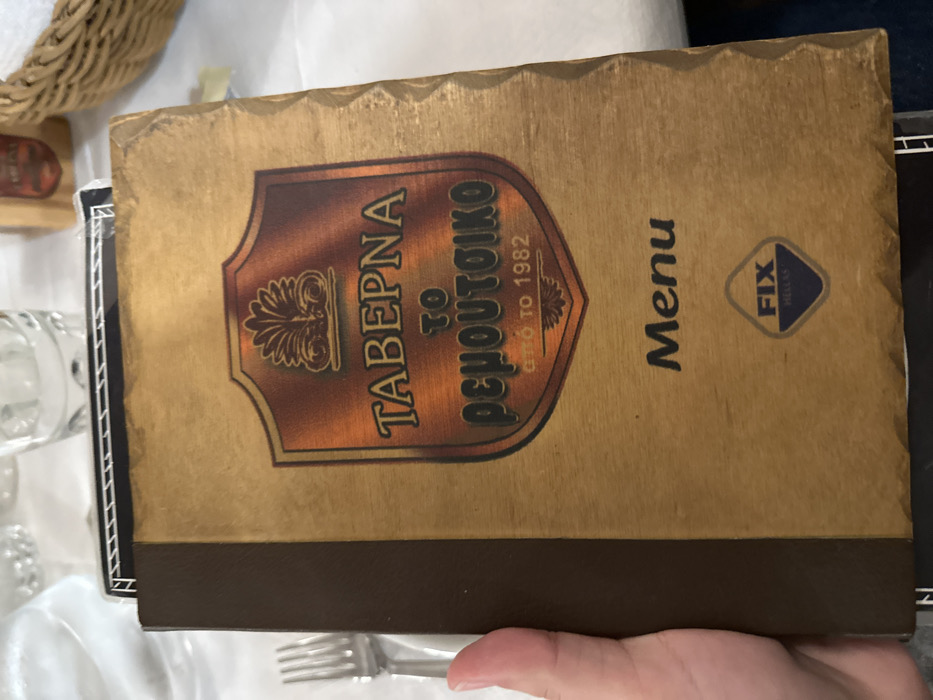 ΤΑΒΕΡΝΑ
το
ρεμουτσικο
από το 1982
Menu
FIX
HELLAS